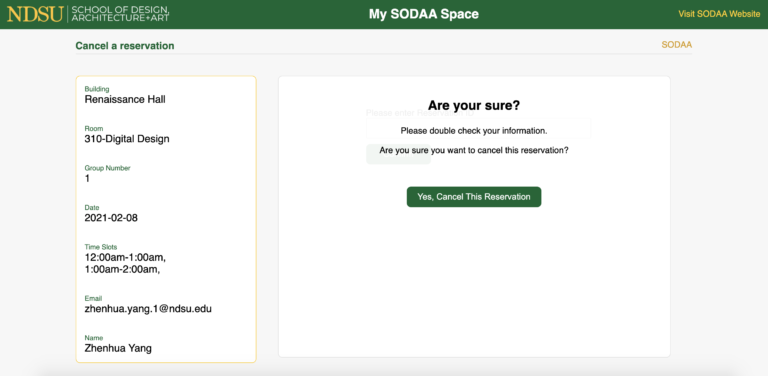 NDSU SCHOOL OF DESIGN,
ARCHITECTURE+ART
My SODAA Space
Visit SODAA Website
Cancel a reservation
SODAA
Building
Renaissance Hall
Room
310-Digital Design
Group Number
1
Date
2021-02-08
Time Slots
12:00am-1:00am,
1:00am-2:00am,
Email
zhenhua.yang.1@ndsu.edu
Name
Zhenhua Yang
Are your sure?
Please enter
Please double check your information.
Are you sure you want to cancel this reservation?
Yes, Cancel This Reservation